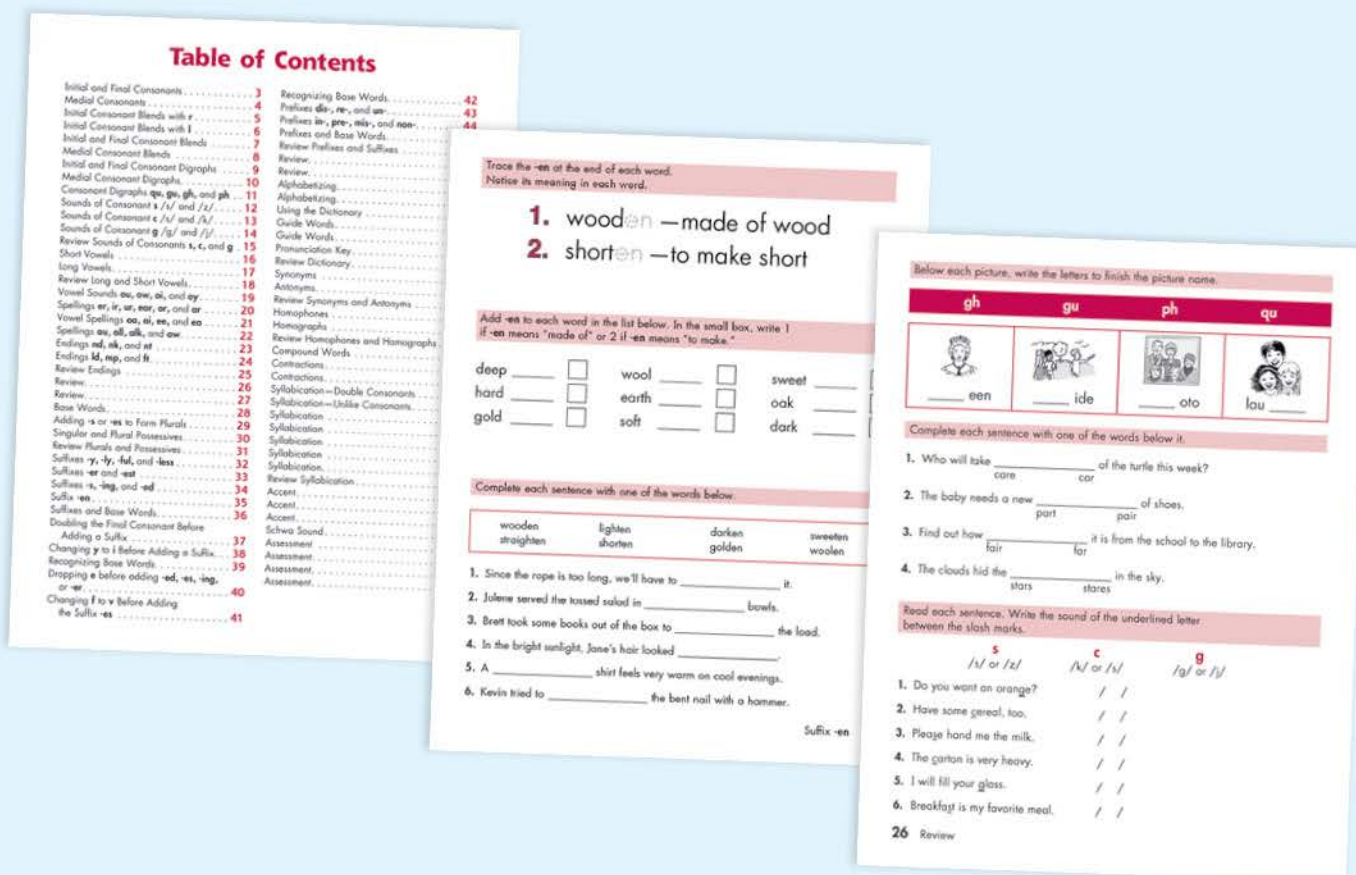 Table of Contents
Initial and Final Consonants 3
Medial Consonants 4
Initial Consonant Blends with r 5
Initial Consonant Blends with l 6
Initial and Final Consonant Blends 7
Medial Consonant Blends 8
Initial and Final Consonant Digraphs 9
Medial Consonant Digraphs 10
Consonant Digraphs qu, gu, gh, and ph 11
Sounds of Consonant s /s/ and /z/ 12
Sounds of Consonant c /s/ and /k/ 13
Sounds of Consonant g /g/ and /j/ 14
Review Sounds of Consonants s, c, and g 15
Short Vowels 16
Long Vowels 17
Review Long and Short Vowels 18
Vowel Sounds ou, ow, oi, and oy 19
Spellings er, ir, ur, ear, or, and ar 20
Vowel Spellings oa, ai, ee, and ea 21
Spellings au, all, alk, and aw 22
Endings nd, nk, and nt 23
Endings ld, mp, and ft 24
Review Endings 25
Review 26
Review 27
Base Words 28
Adding -s or -es to Form Plurals 29
Singular and Plural Possessives 30
Review Plurals and Possessives 31
Suffixes -y, -ly, -ful, and -less 32
Suffixes -er and -est 33
Suffixes -s, -ing, and -ed 34
Suffix -en 35
Suffixes and Base Words 36
Doubling the Final Consonant Before
Adding a Suffix 37
Changing y to i Before Adding a Suffix 38
Recognizing Base Words 39
Dropping e before adding -ed, -es, -ing,
or -er 40
Changing f to v Before Adding
the Suffix -es 41
Recognizing Base Words 42
Prefixes dis-, re-, and un- 43
Prefixes in-, pre-, mis-, and non- 44
Prefixes and Base Words
Review Prefixes and Suffixes
Review
Review
Alphabetizing
Alphabetizing
Using the Dictionary
Guide Words
Guide Words
Pronunciation Key
Review Dictionary
Synonyms
Antonyms
Review Synonyms and Antonyms
Homophones
Homographs
Review Homophones and Homographs
Compound Words
Contractions
Contractions
Syllabication—Double Consonants
Syllabication—Unlike Consonants
Syllabication
Syllabication
Syllabication
Syllabication
Syllabication
Review Syllabication
Accent
Accent
Accent
Schwa Sound
Assessment
Assessment
Assessment
Assessment
Trace the -en at the end of each word.
Notice its meaning in each word.
1. wooden —made of wood
2. shorten —to make short
Add -en to each word in the list below. In the small box, write 1
if -en means "made of" or 2 if -en means "to make."
deep wool sweet
hard earth oak
gold soft dark
Complete each sentence with one of the words below.
wooden lighten darken sweeten
straighten shorten golden woolen
1. Since the rope is too long, we'll have to ____ it.
2. Julene served the tossed salad in ____ bowls.
3. Brett took some books out of the box to ____ the load.
4. In the bright sunlight, Jane's hair looked ____.
5. A ____ shirt feels very warm on cool evenings.
6. Kevin tried to ____ the bent nail with a hammer.
Suffix -en
Below each picture, write the letters to finish the picture name.
gh gu ph qu
____ een ____ ide ____ oto lau ____
Complete each sentence with one of the words below it.
1. Who will take ____ of the turtle this week?
care car
2. The baby needs a new ____ of shoes.
part pair
3. Find out how ____ it is from the school to the library.
fair far
4. The clouds hid the ____ in the sky.
stars stares
Read each sentence. Write the sound of the underlined letter
between the slash marks.
s c g
/s/ or /z/ /k/ or /s/ /g/ or /j/
1. Do you want an orange? / /
2. Have some cereal, too. / /
3. Please hand me the milk. / /
4. The carton is very heavy. / /
5. I will fill your glass. / /
6. Breakfast is my favorite meal. / /
26 Review